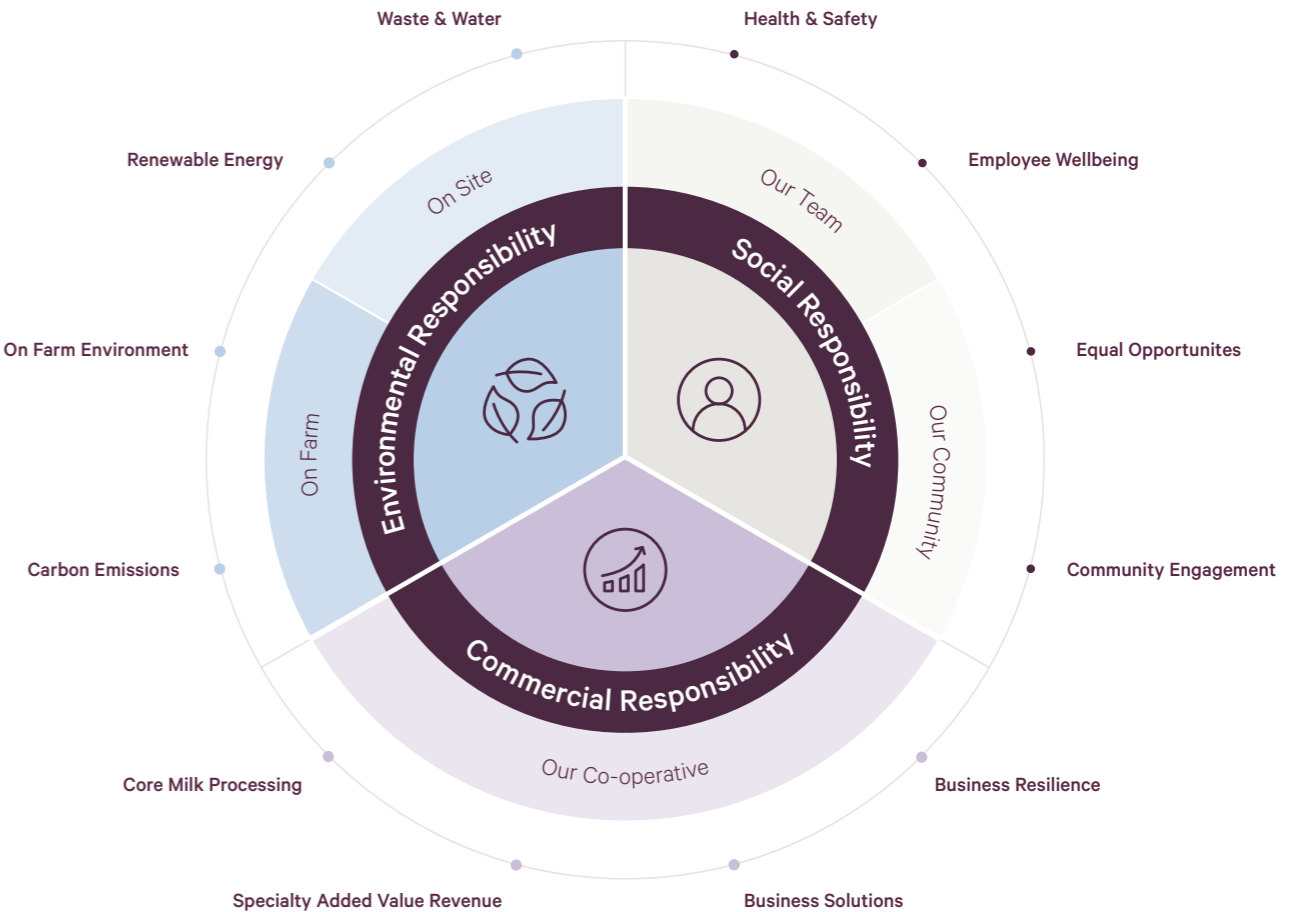 Waste & Water
Health & Safety
Renewable Energy
Employee Wellbeing
On Site
Our Team
Environmental Responsibility
Social Responsibility
On Farm Environment
Equal Opportunites
On Farm
Our Community
Carbon Emissions
Community Engagement
Commercial Responsibility
Our Co-operative
Core Milk Processing
Business Resilience
Specialty Added Value Revenue
Business Solutions